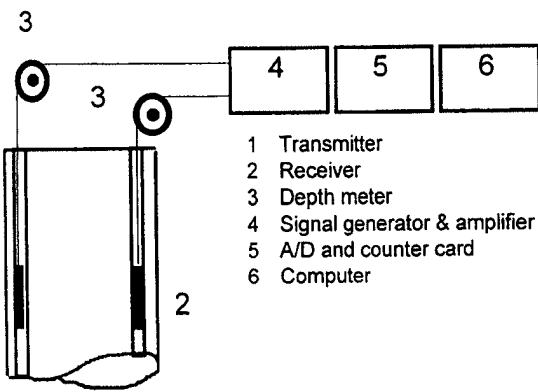 3
3
4 5 6
1 Transmitter
2 Receiver
3 Depth meter
4 Signal generator & amplifier
5 A/D and counter card
6 Computer
2